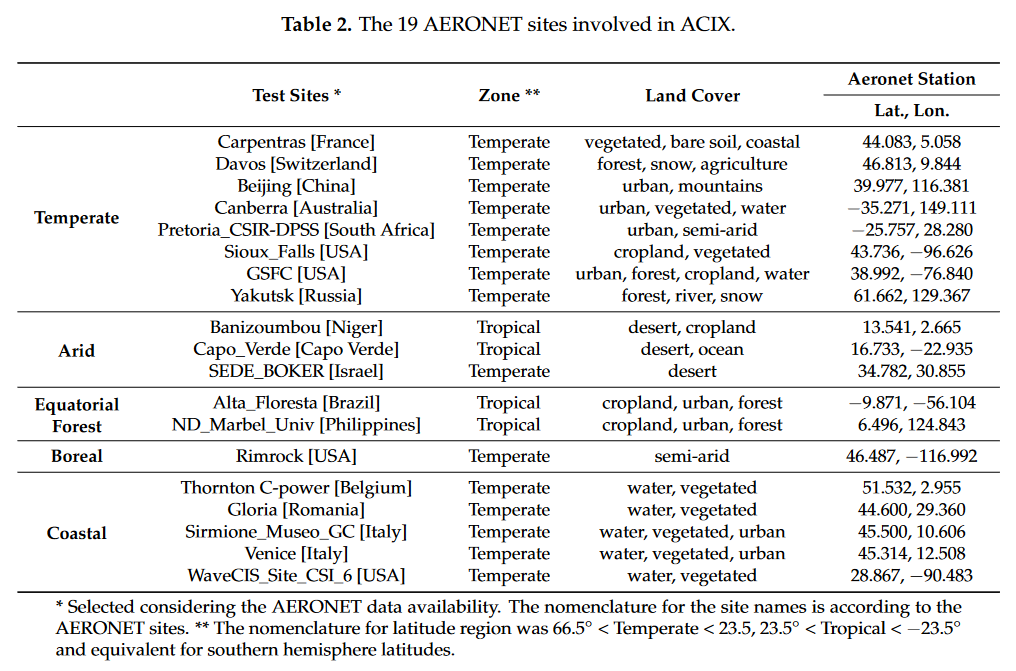 Table 2. The 19 AERONET sites involved in ACIX.
Test Sites * Zone ** Land Cover Aeronet Station
Lat., Lon.
Temperate
Carpentras [France] Temperate vegetated, bare soil, coastal 44.083, 5.058
Davos [Switzerland] Temperate forest, snow, agriculture 46.813, 9.844
Beijing [China] Temperate urban, mountains 39.977, 116.381
Canberra [Australia] Temperate urban, vegetated, water −35.271, 149.111
Pretoria_CSIR-DPSS [South Africa] Temperate urban, semi-arid −25.757, 28.280
Sioux_Falls [USA] Temperate cropland, vegetated 43.736, −96.626
GSFC [USA] Temperate urban, forest, cropland, water 38.992, −76.840
Yakutsk [Russia] Temperate forest, river, snow 61.662, 129.367
Arid
Banizoumbou [Niger] Tropical desert, cropland 13.541, 2.665
Capo_Verde [Capo Verde] Tropical desert, ocean 16.733, −22.935
SEDE_BOKER [Israel] Temperate desert 34.782, 30.855
Equatorial
Forest
Alta_Floresta [Brazil] Tropical cropland, urban, forest −9.871, −56.104
ND_Marbel_Univ [Philippines] Tropical cropland, urban, forest 6.496, 124.843
Boreal Rimrock [USA] Temperate semi-arid 46.487, −116.992
Coastal
Thornton C-power [Belgium] Temperate water, vegetated 51.532, 2.955
Gloria [Romania] Temperate water, vegetated 44.600, 29.360
Sirmione_Museo_GC [Italy] Temperate water, vegetated, urban 45.500, 10.606
Venice [Italy] Temperate water, vegetated, urban 45.314, 12.508
WaveCIS_Site_CSI_6 [USA] Temperate water, vegetated 28.867, −90.483
* Selected considering the AERONET data availability. The nomenclature for the site names is according to the
AERONET sites. ** The nomenclature for latitude region was 66.5° < Temperate < 23.5, 23.5° < Tropical < −23.5°
and equivalent for southern hemisphere latitudes.